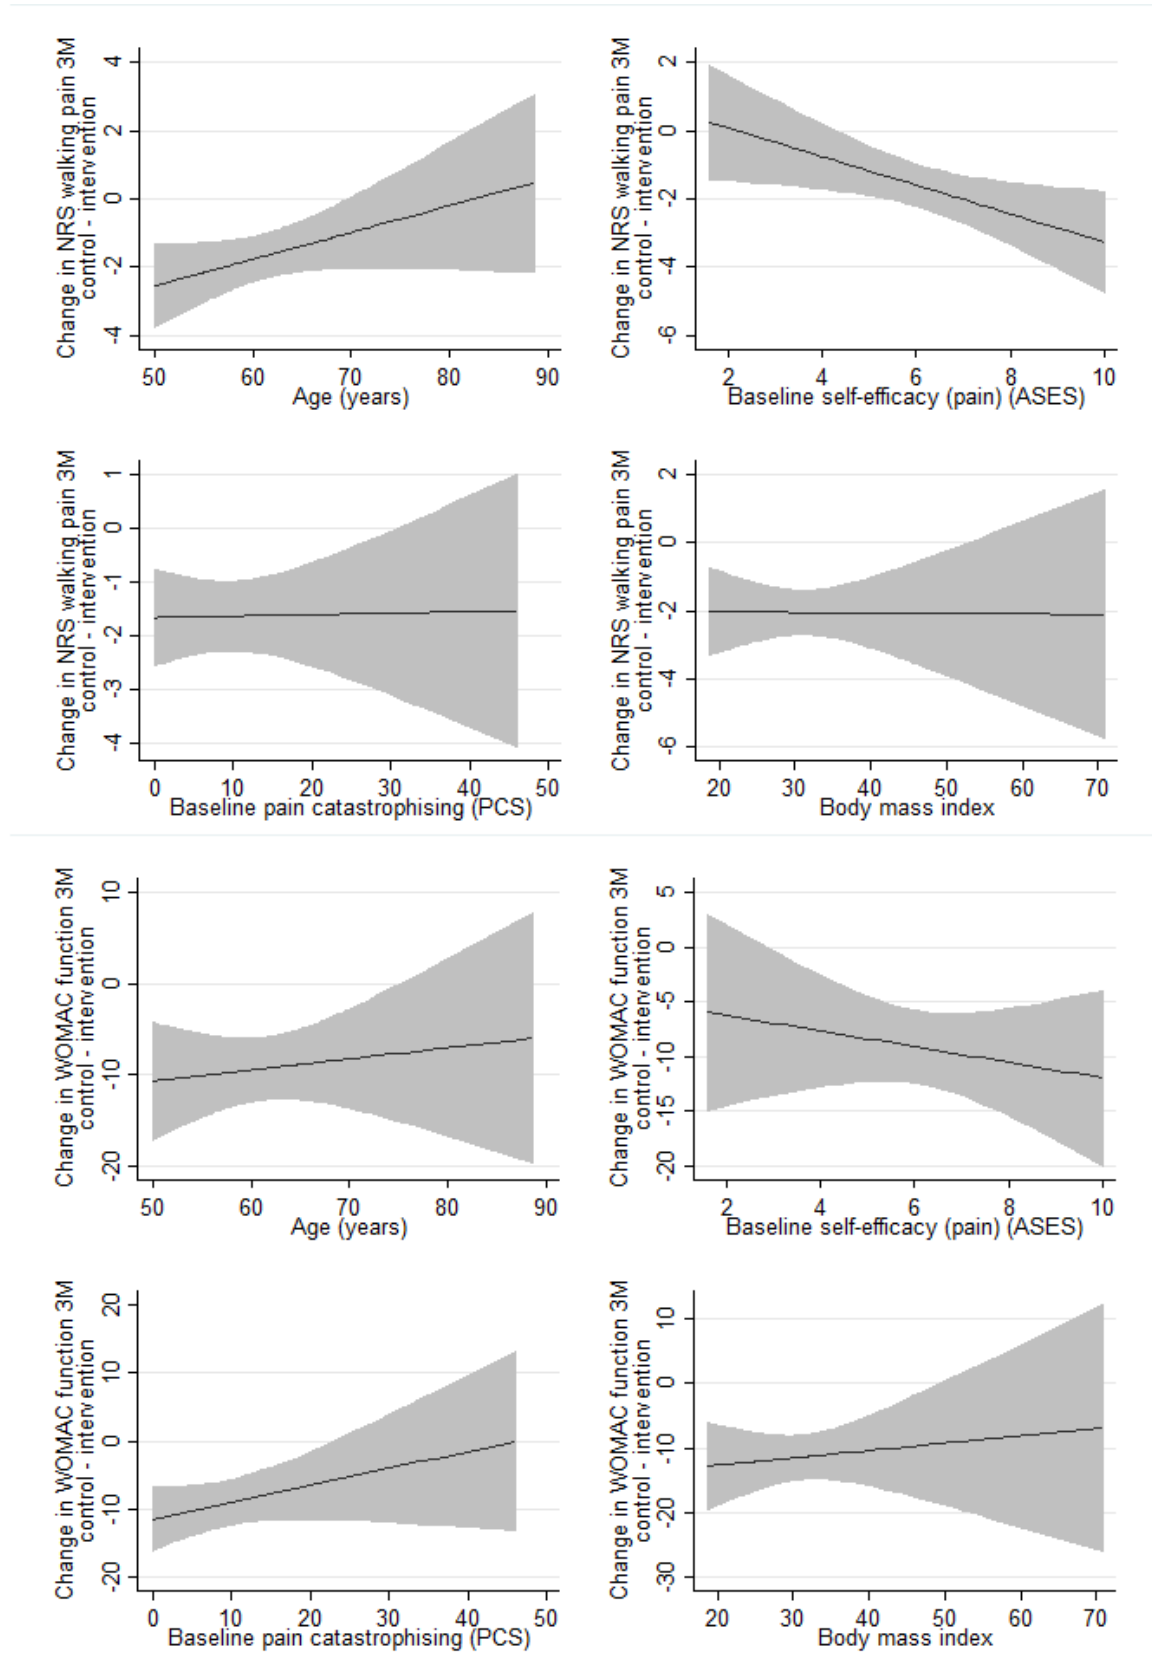 Change in NRS walking pain 3M
control - intervention
4
2
0
-2
-4
50 60 70 80 90
Age (years)
Change in NRS walking pain 3M
control - intervention
2
0
-2
-4
-6
2 4 6 8 10
Baseline self-efficacy (pain) (ASES)
Change in NRS walking pain 3M
control - intervention
1
0
-1
-2
-3
-4
0 10 20 30 40 50
Baseline pain catastrophising (PCS)
Change in NRS walking pain 3M
control - intervention
2
0
-2
-4
-6
20 30 40 50 60 70
Body mass index
Change in WOMAC function 3M
control - intervention
10
0
-10
-20
50 60 70 80 90
Age (years)
Change in WOMAC function 3M
control - intervention
5
0
-5
-10
-15
-20
2 4 6 8 10
Baseline self-efficacy (pain) (ASES)
Change in WOMAC function 3M
control - intervention
20
10
0
-10
-20
0 10 20 30 40 50
Baseline pain catastrophising (PCS)
Change in WOMAC function 3M
control - intervention
10
0
-10
-20
-30
20 30 40 50 60 70
Body mass index